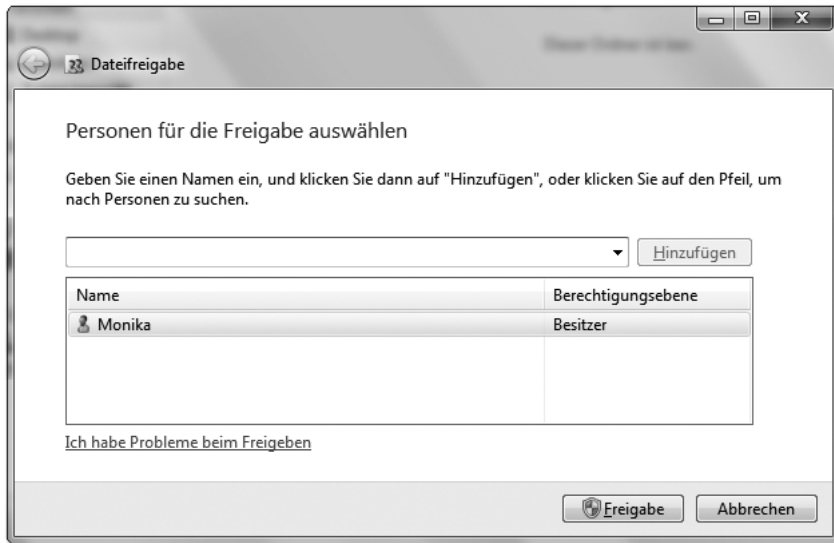 Dateifreigabe
Personen für die Freigabe auswählen
Geben Sie einen Namen ein, und klicken Sie dann auf "Hinzufügen", oder klicken Sie auf den Pfeil, um
nach Personen zu suchen.
Hinzufügen
Name Berechtigungsebene
Monika Besitzer
Ich habe Probleme beim Freigeben
Freigabe Abbrechen